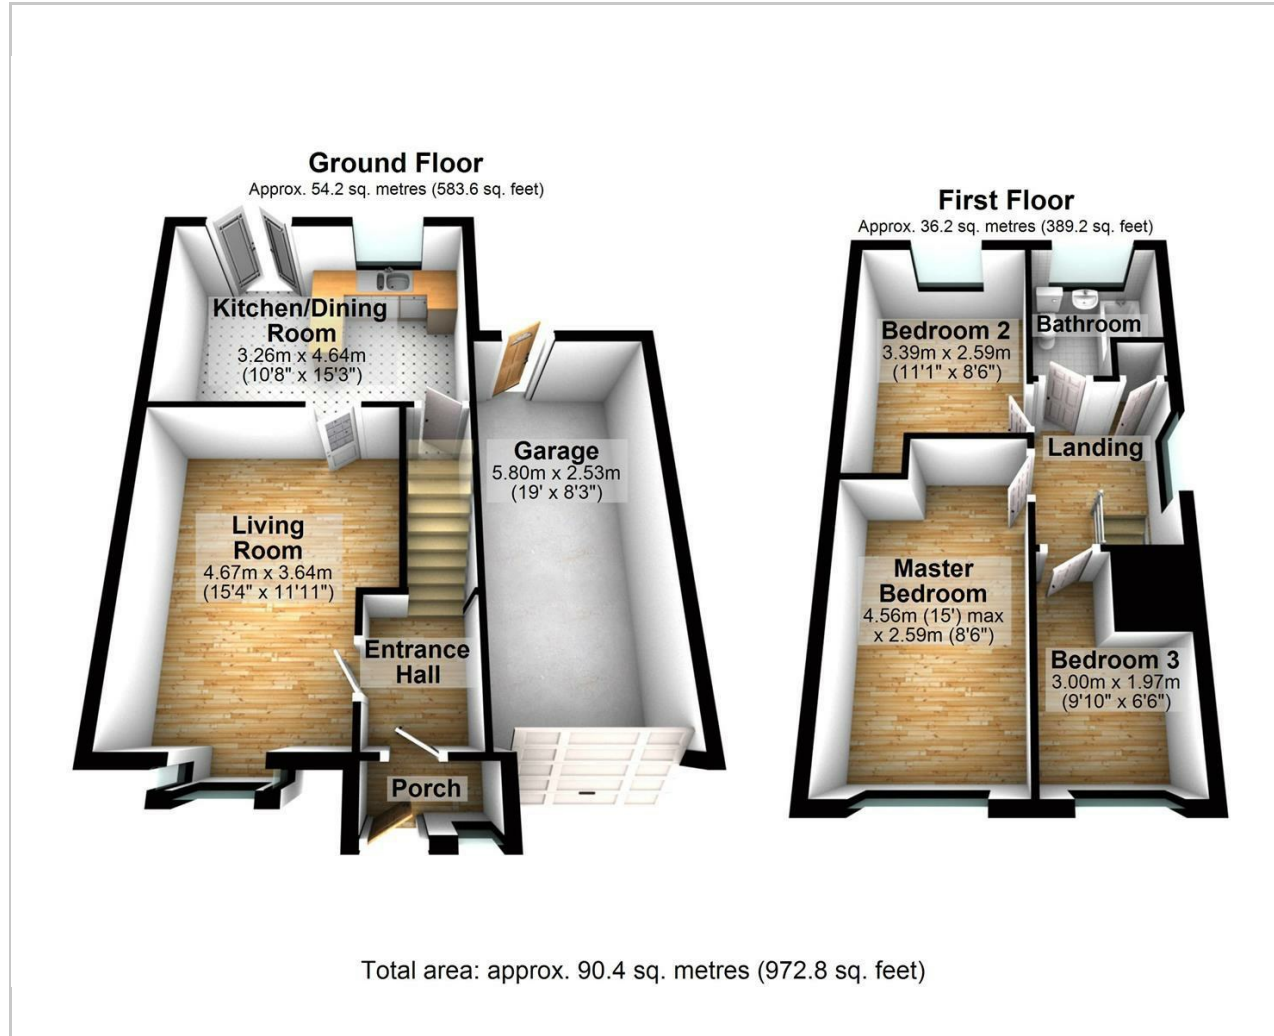 Ground Floor
Approx. 54.2 sq. metres (583.6 sq. feet)
Kitchen/Dining
Room
3.26m x 4.64m
(10'8" x 15'3")
Garage
5.80m x 2.53m
(19' x 8'3")
Living
Room
4.67m x 3.64m
(15'4" x 11'11")
Entrance
Hall
Porch
First Floor
Approx. 36.2 sq. metres (389.2 sq. feet)
Bedroom 2
3.39m x 2.59m
(11'1" x 8'6")
Bathroom
Landing
Master
Bedroom
4.56m (15') max
x 2.59m (8'6")
Bedroom 3
3.00m x 1.97m
(9'10" x 6'6")
Total area: approx. 90.4 sq. metres (972.8 sq. feet)